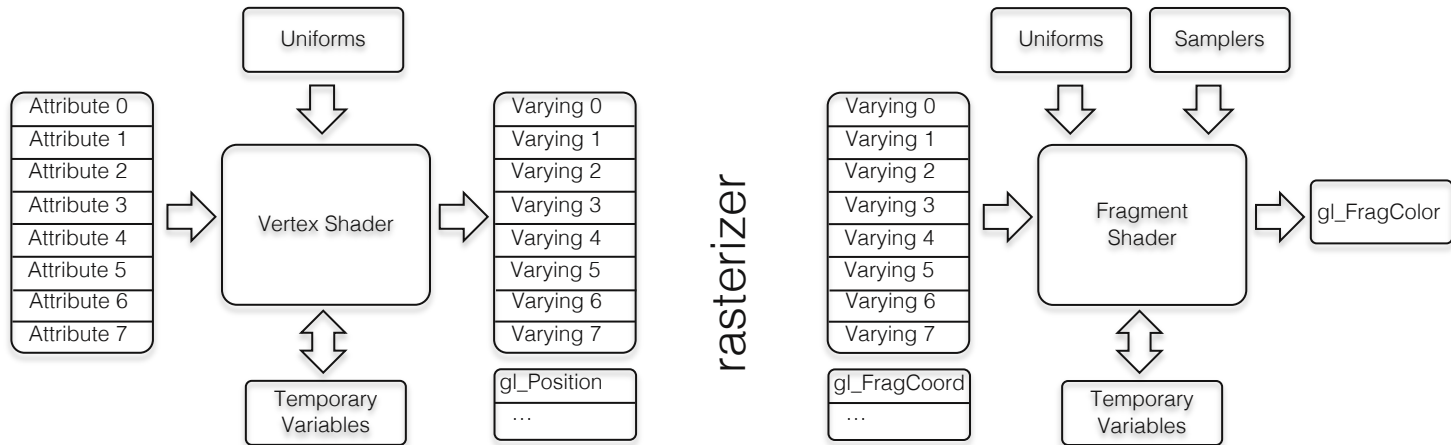 Uniforms
Attribute 0
Attribute 1
Attribute 2
Attribute 3
Attribute 4
Attribute 5
Attribute 6
Attribute 7
Vertex Shader
Temporary
Variables
Varying 0
Varying 1
Varying 2
Varying 3
Varying 4
Varying 5
Varying 6
Varying 7
gl_Position
...
rasterizer
Uniforms
Samplers
Varying 0
Varying 1
Varying 2
Varying 3
Varying 4
Varying 5
Varying 6
Varying 7
gl_FragCoord
...
Fragment
Shader
Temporary
Variables
gl_FragColor